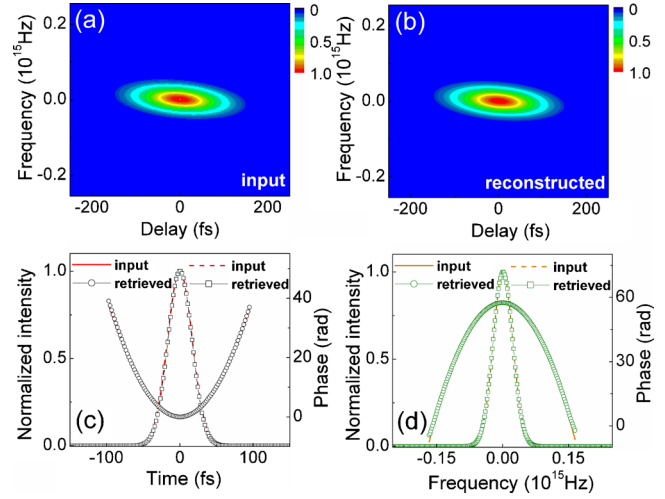 (a)
Frequency (10¹⁵Hz)
0.2
0.0
-0.2
-200 0 200
Delay (fs)
input
0
0.5
1.0
(b)
Frequency (10¹⁵Hz)
0.2
0.0
-0.2
-200 0 200
Delay (fs)
reconstructed
0
0.5
1.0
input input
retrieved retrieved
Normalized intensity
1.0
0.5
0.0
(c)
-100 0 100
Time (fs)
40
20
0
Phase (rad)
input input
retrieved retrieved
Normalized intensity
1.0
0.75
0.5
0.25
0.0
(d)
-0.15 0.00 0.15
Frequency (10¹⁵Hz)
60
30
0
Phase (rad)